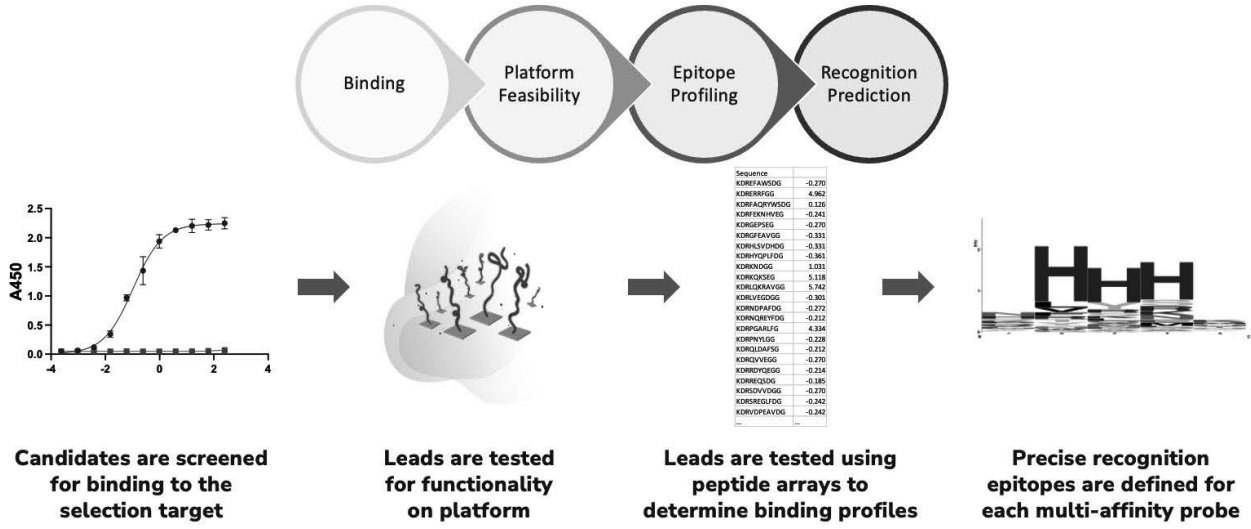 Binding
Platform
Feasibility
Epitope
Profiling
Recognition
Prediction
A450
2.5
2.0
1.5
1.0
0.5
0.0
-4 -2 0 2 4
Sequence
KDREFAWSDG -0.270
KDRERRFGG 4.962
KDRFAQRYWSDG 0.126
KDRFEKNHVEG -0.241
KDRGEPSEG -0.270
KDRGFEAVGG -0.331
KDRHLSVDHDG -0.331
KDRHYQPLFDG -0.361
KDRKNDGG 1.031
KDRKQKSEG 5.118
KDRLQKRAVGG 5.742
KDRLVEGDGG -0.301
KDRNDPAFDG -0.272
KDRNQREYFDG -0.212
KDRPGARLFG 4.334
KDRPNYLGG -0.228
KDRQLDAFSG -0.212
KDRQVVEGG -0.270
KDRRDYQEGG -0.214
KDRREQSDG -0.185
KDRSDVVDGG -0.270
KDRSREGLFDG -0.242
KDRVDPEAVDG -0.242
... ...
H H H
Candidates are screened
for binding to the
selection target
Leads are tested
for functionality
on platform
Leads are tested using
peptide arrays to
determine binding profiles
Precise recognition
epitopes are defined for
each multi-affinity probe